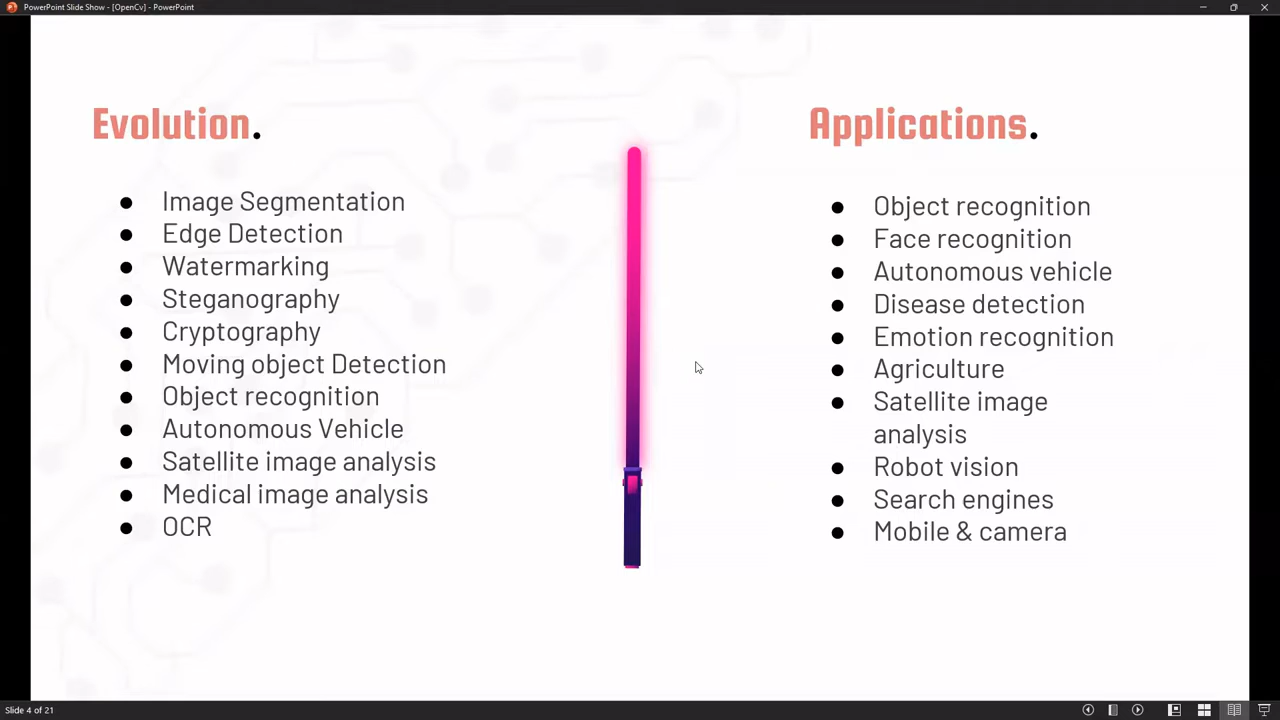 PowerPoint Slide Show - [OpenCv] - PowerPoint
Evolution.
● Image Segmentation
● Edge Detection
● Watermarking
● Steganography
● Cryptography
● Moving object Detection
● Object recognition
● Autonomous Vehicle
● Satellite image analysis
● Medical image analysis
● OCR
Applications.
● Object recognition
● Face recognition
● Autonomous vehicle
● Disease detection
● Emotion recognition
● Agriculture
● Satellite image
analysis
● Robot vision
● Search engines
● Mobile & camera
Slide 4 of 21